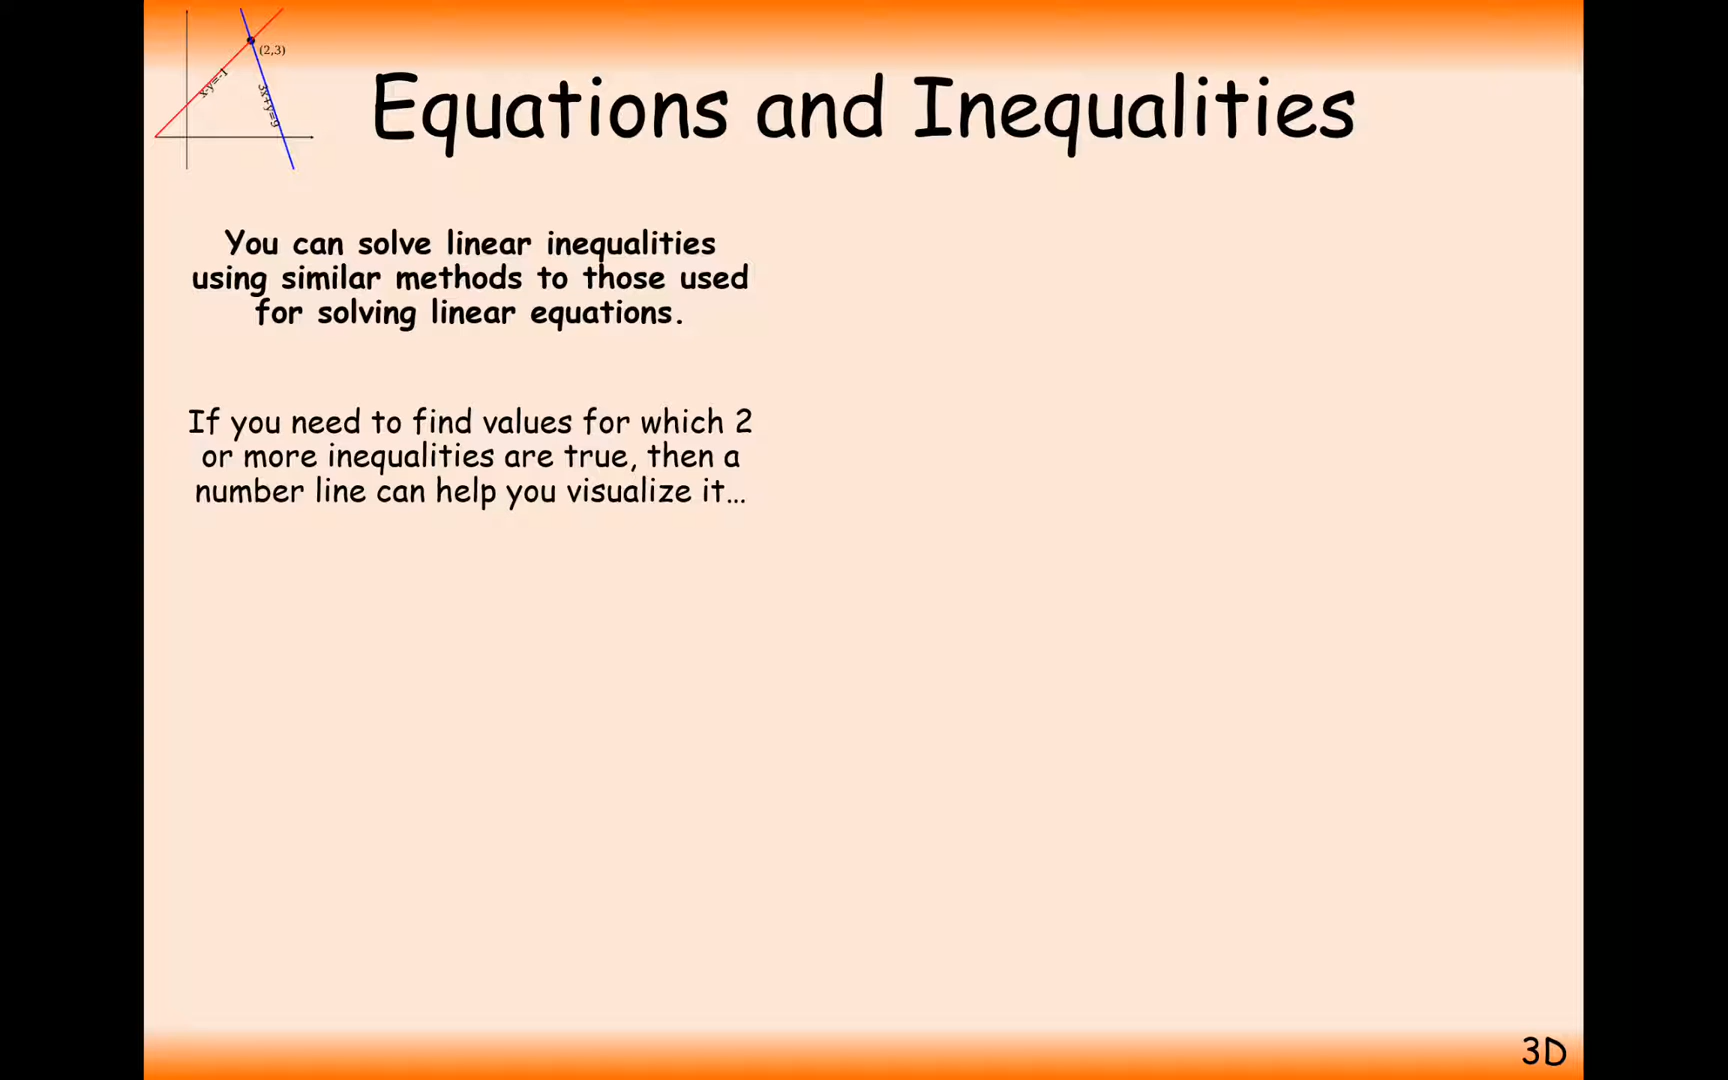 (2,3)
x-y=-1
3x+y=9
Equations and Inequalities
You can solve linear inequalities
using similar methods to those used
for solving linear equations.
If you need to find values for which 2
or more inequalities are true, then a
number line can help you visualize it…
3D